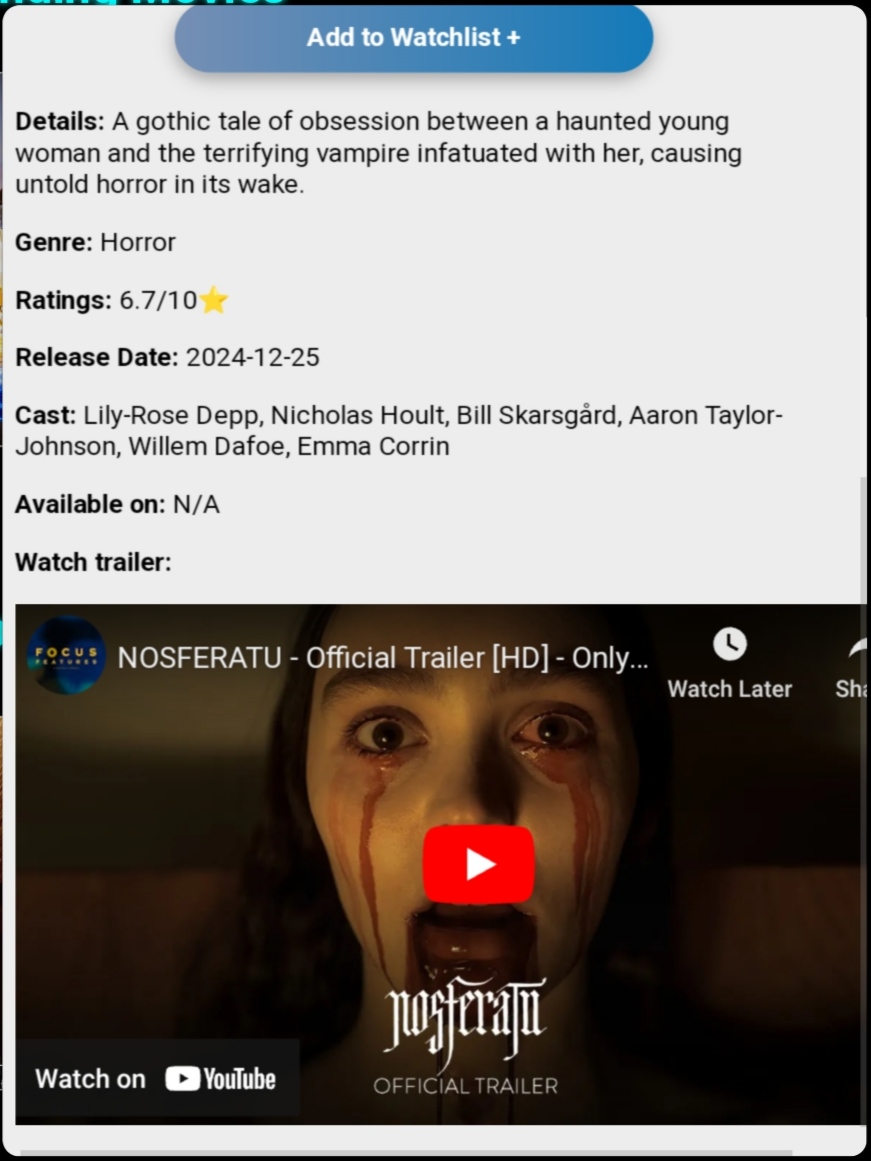 Add to Watchlist +
Details: A gothic tale of obsession between a haunted young
woman and the terrifying vampire infatuated with her, causing
untold horror in its wake.
Genre: Horror
Ratings: 6.7/10⭐
Release Date: 2024-12-25
Cast: Lily-Rose Depp, Nicholas Hoult, Bill Skarsgård, Aaron Taylor-
Johnson, Willem Dafoe, Emma Corrin
Available on: N/A
Watch trailer:
FOCUS
FEATURES
NOSFERATU - Official Trailer [HD] - Only...
Watch Later
nosferatu
OFFICIAL TRAILER
Watch on YouTube